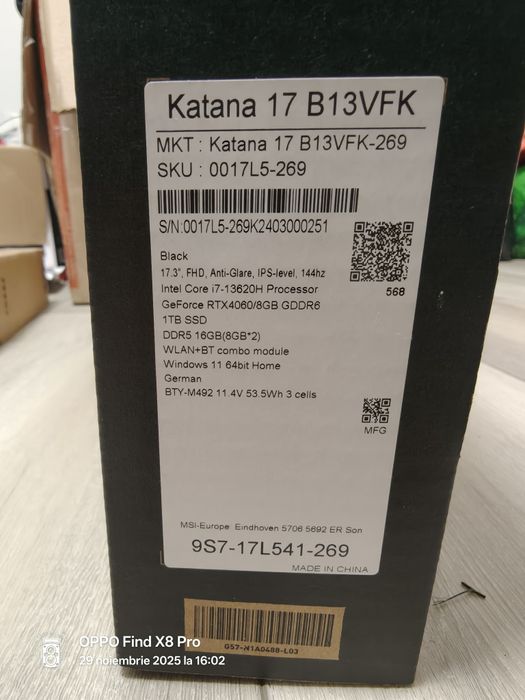 Katana 17 B13VFK
MKT : Katana 17 B13VFK-269
SKU : 0017L5-269
S/N:0017L5-269K2403000251
568
Black
17.3", FHD, Anti-Glare, IPS-level, 144hz
Intel Core i7-13620H Processor
GeForce RTX4060/8GB GDDR6
1TB SSD
DDR5 16GB(8GB*2)
WLAN+BT combo module
Windows 11 64bit Home
German
BTY-M492 11.4V 53.5Wh 3 cells
MFG
MSI-Europe Eindhoven 5706 5692 ER Son
9S7-17L541-269
MADE IN CHINA
G57-N1A0488-L03
OPPO Find X8 Pro
29 noiembrie 2025 la 16:02